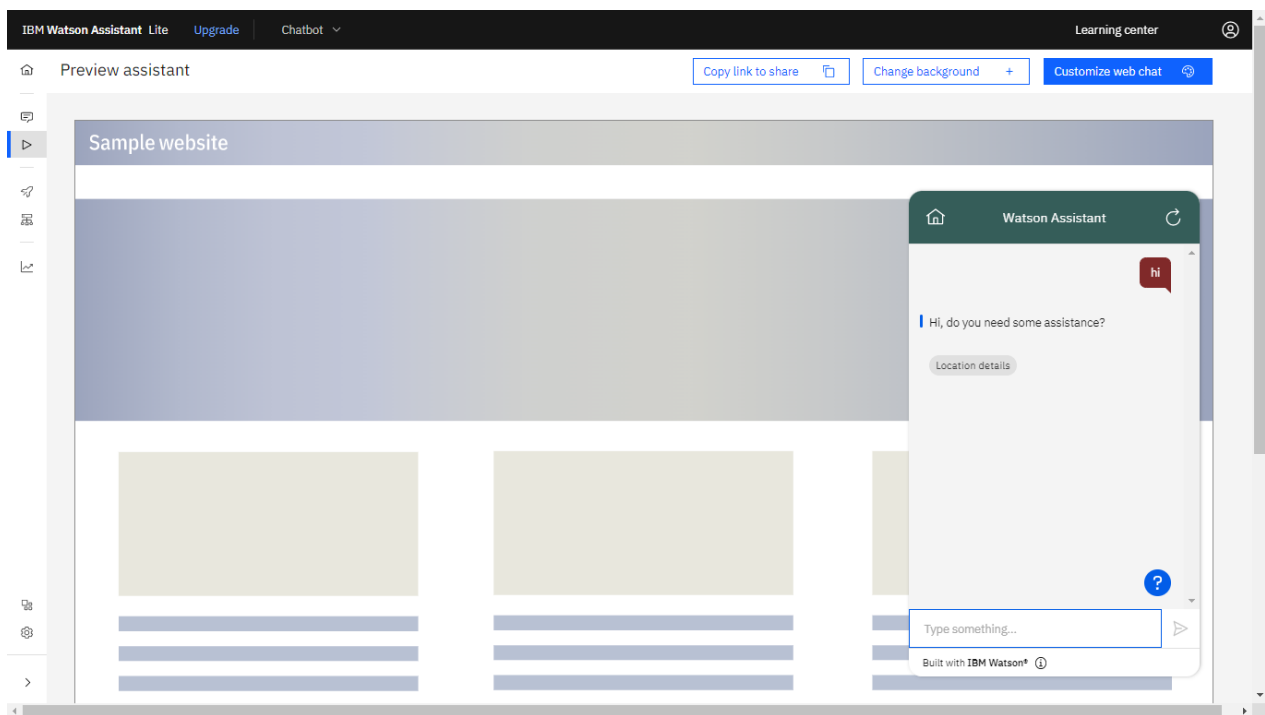 IBM Watson Assistant Lite Upgrade Chatbot Learning center
Preview assistant Copy link to share Change background + Customize web chat
Sample website
Watson Assistant
hi
Hi, do you need some assistance?
Location details
?
Type something...
Built with IBM Watson®